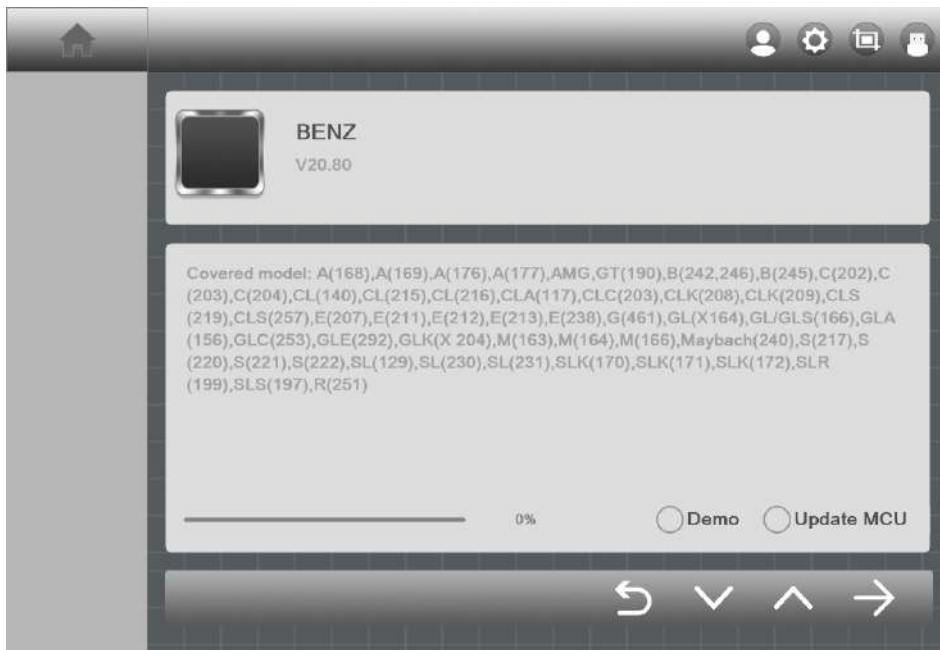 BENZ
V20.80
Covered model: A(168),A(169),A(176),A(177),AMG,GT(190),B(242,246),B(245),C(202),C
(203),C(204),CL(140),CL(215),CL(216),CLA(117),CLC(203),CLK(208),CLK(209),CLS
(219),CLS(257),E(207),E(211),E(212),E(213),E(238),G(461),GL(X164),GL/GLS(166),GLA
(156),GLC(253),GLE(292),GLK(X 204),M(163),M(164),M(166),Maybach(240),S(217),S
(220),S(221),S(222),SL(129),SL(230),SL(231),SLK(170),SLK(171),SLK(172),SLR
(199),SLS(197),R(251)
0%
Demo
Update MCU